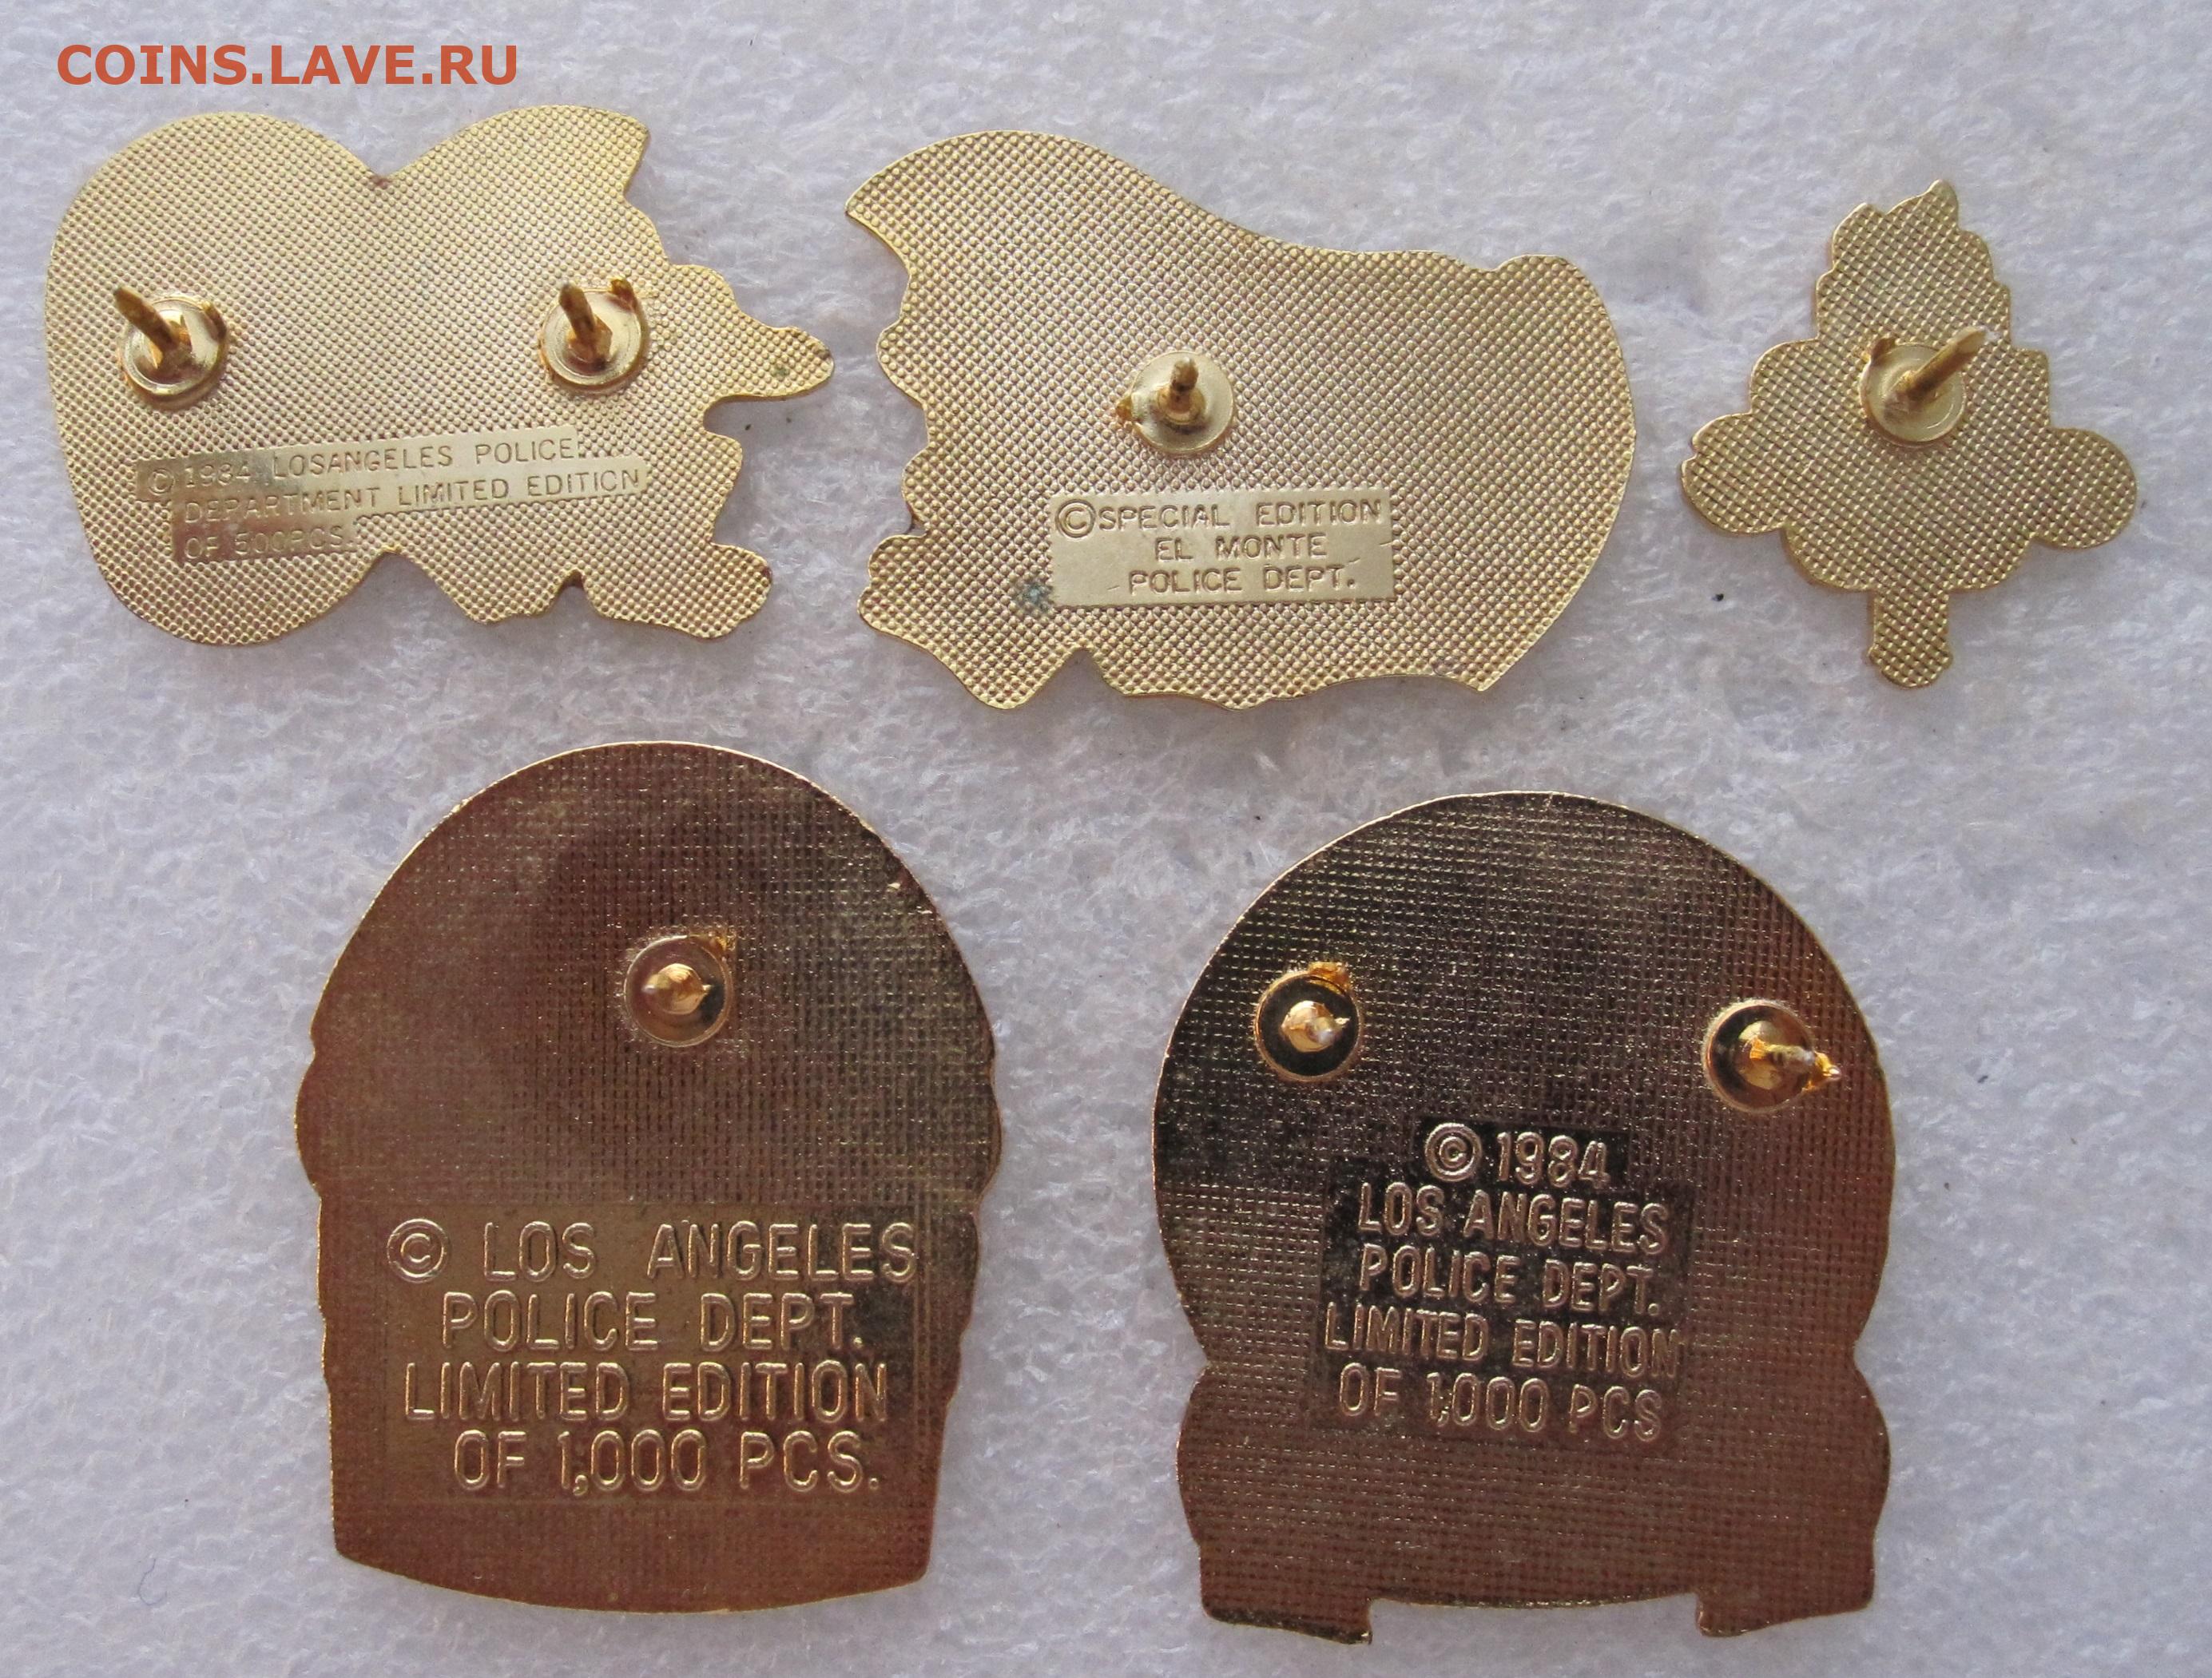 COINS.LAVE.RU
© 1984 LOSANGELES POLICE
DEPARTMENT LIMITED EDITION
OF 500PCS.
© SPECIAL EDITION
EL MONTE
POLICE DEPT.
© LOS ANGELES
POLICE DEPT.
LIMITED EDITION
OF 1,000 PCS.
© 1984
LOS ANGELES
POLICE DEPT.
LIMITED EDITION
OF 1,000 PCS